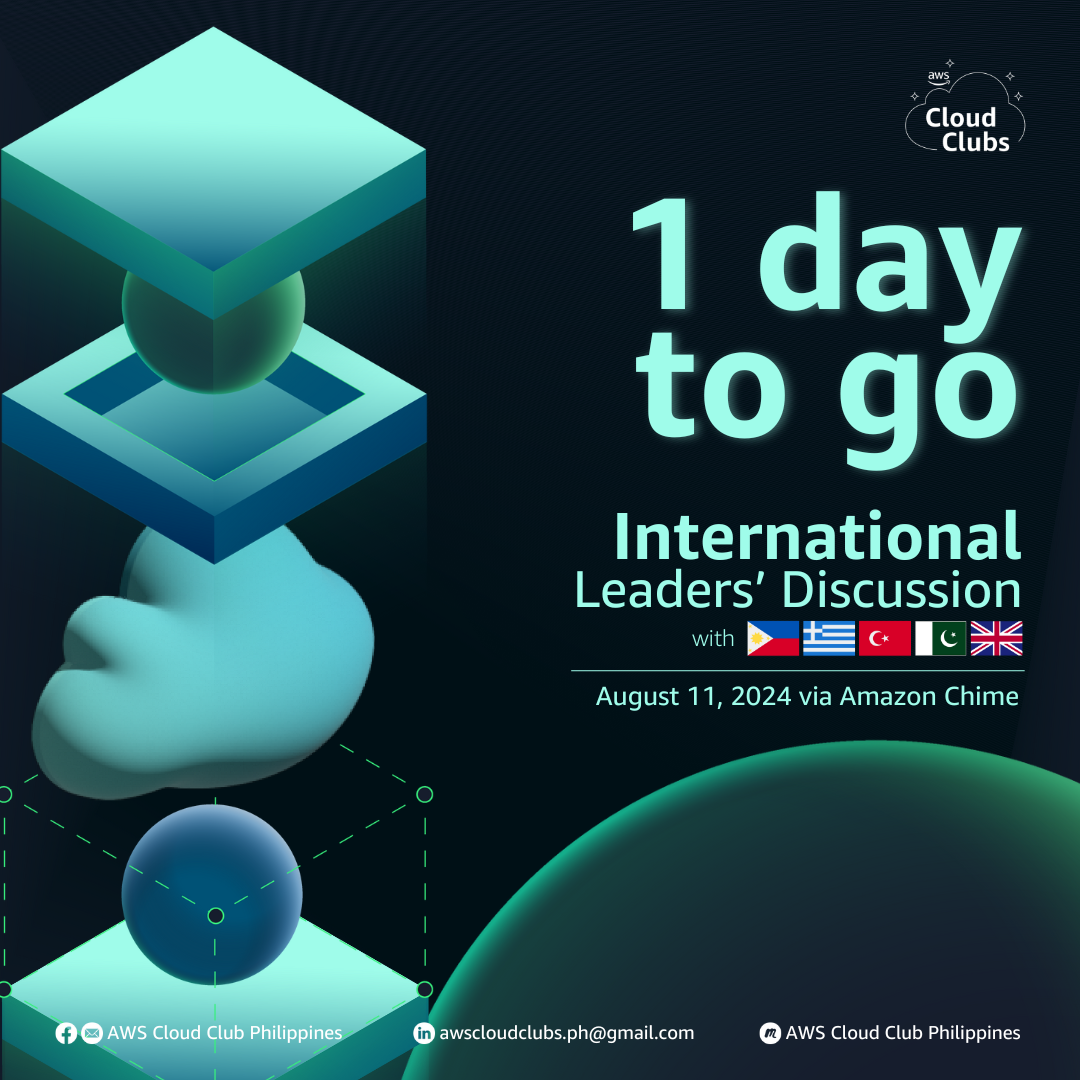 aws
Cloud
Clubs
1 day
to go
International
Leaders’ Discussion
with
August 11, 2024 via Amazon Chime
AWS Cloud Club Philippines
awscloudclubs.ph@gmail.com
AWS Cloud Club Philippines